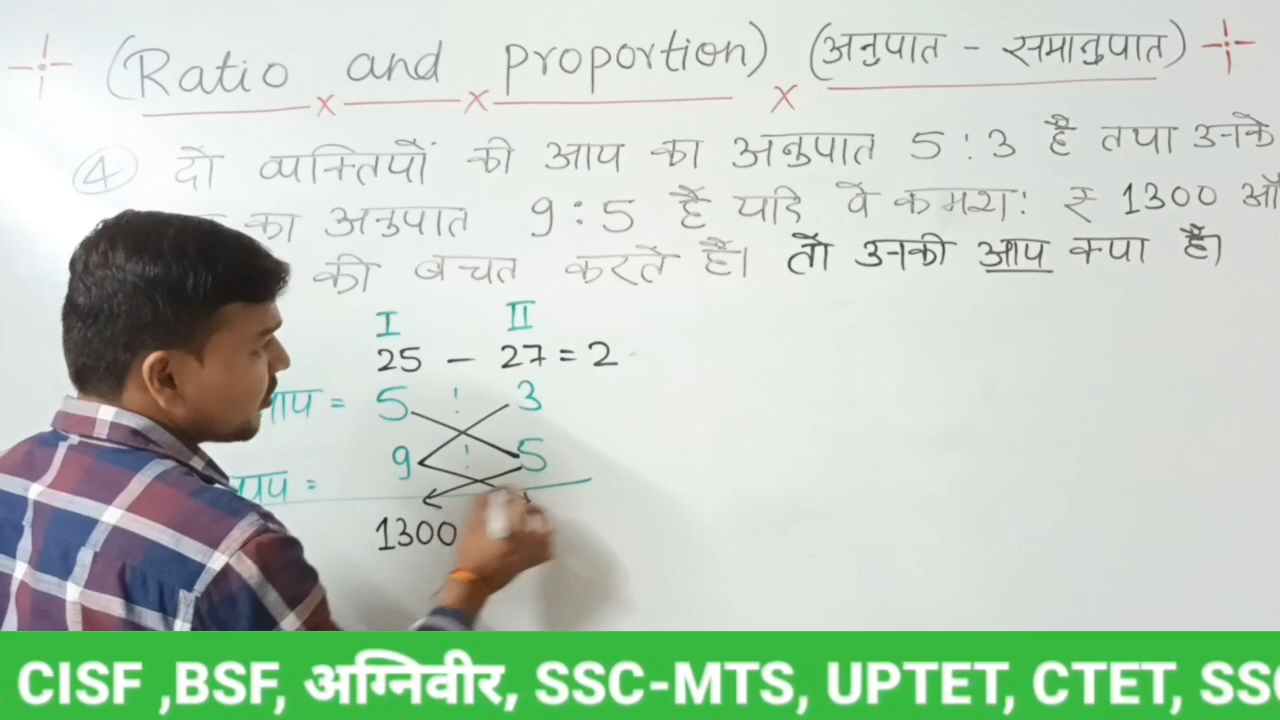 (Ratio and proportion) (अनुपात - समानुपात)
④ दो व्यक्तियों की आय का अनुपात 5 : 3 है तथा उनके
का अनुपात 9 : 5 है यदि वे क्रमश: ₹ 1300 औ
की बचत करते हैं। तो उनकी आय क्या है।
I II
25 - 27 = 2
आय = 5 : 3
= 9 : 5
1300
CISF ,BSF, अग्निवीर, SSC-MTS, UPTET, CTET, SSC